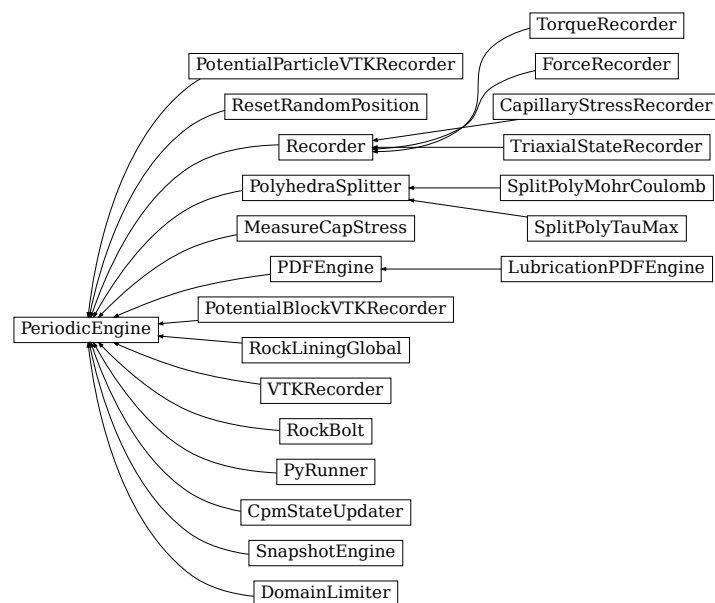 TorqueRecorder
PotentialParticleVTKRecorder
ForceRecorder
ResetRandomPosition
CapillaryStressRecorder
Recorder
TriaxialStateRecorder
PolyhedraSplitter
SplitPolyMohrCoulomb
MeasureCapStress
SplitPolyTauMax
PDFEngine
LubricationPDFEngine
PotentialBlockVTKRecorder
PeriodicEngine
RockLiningGlobal
VTKRecorder
RockBolt
PyRunner
CpmStateUpdater
SnapshotEngine
DomainLimiter